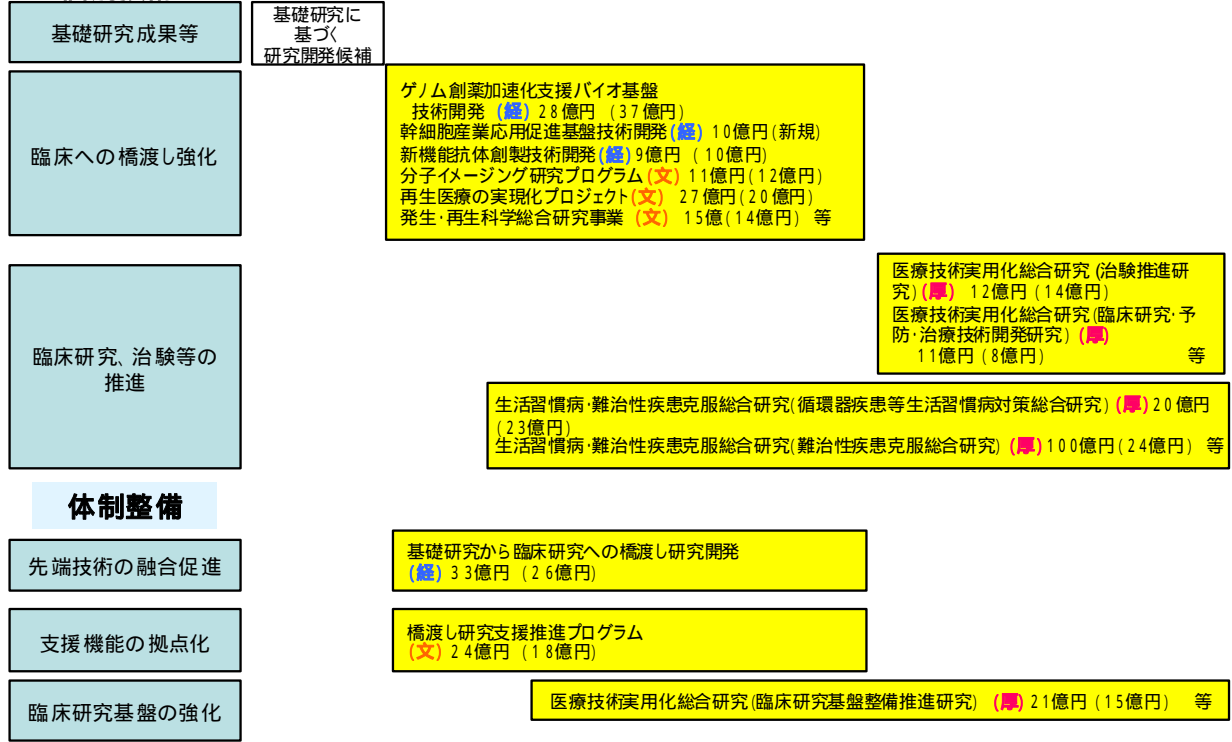 基礎研究成果等
基礎研究に
基づく
研究開発候補
臨床への橋渡し強化
ゲノム創薬加速化支援バイオ基盤
技術開発 (経) 28億円 (37億円)
幹細胞産業応用促進基盤技術開発(経) 10億円(新規)
新機能抗体創製技術開発(経) 9億円 (10億円)
分子イメージング研究プログラム(文) 11億円(12億円)
再生医療の実現化プロジェクト(文) 27億円(20億円)
発生・再生科学総合研究事業 (文) 15億(14億円) 等
臨床研究、治験等の
推進
医療技術実用化総合研究(治験推進研
究)(厚) 12億円(14億円)
医療技術実用化総合研究(臨床研究・予
防・治療技術開発研究) (厚)
11億円(8億円) 等
生活習慣病・難治性疾患克服総合研究(循環器疾患等生活習慣病対策総合研究) (厚) 20億円
(23億円)
生活習慣病・難治性疾患克服総合研究(難治性疾患克服総合研究) (厚) 100億円(24億円) 等
体制整備
先端技術の融合促進
基礎研究から臨床研究への橋渡し研究開発
(経) 33億円 (26億円)
支援機能の拠点化
橋渡し研究支援推進プログラム
(文) 24億円 (18億円)
臨床研究基盤の強化
医療技術実用化総合研究(臨床研究基盤整備推進研究) (厚) 21億円(15億円) 等